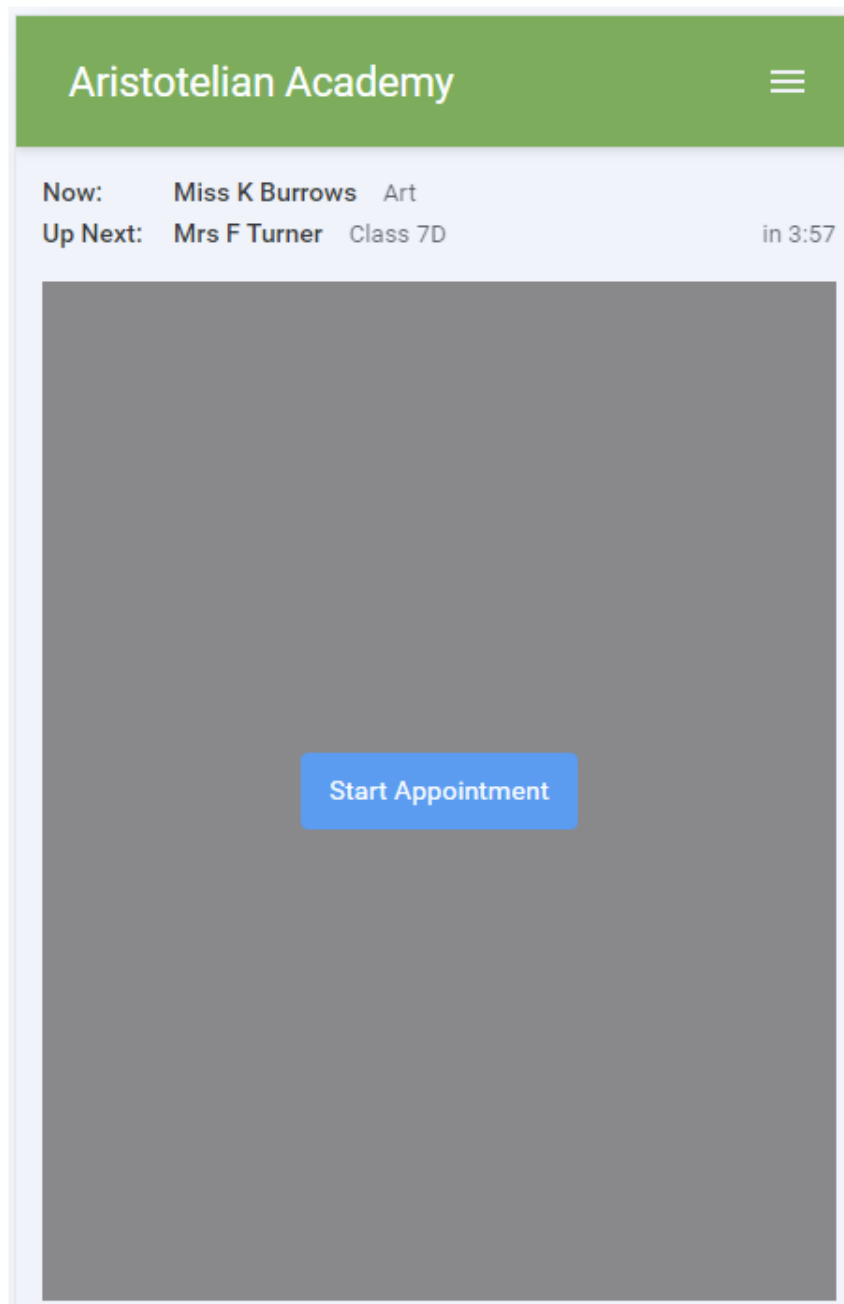 Aristotelian Academy
Now: Miss K Burrows Art
Up Next: Mrs F Turner Class 7D in 3:57
Start Appointment